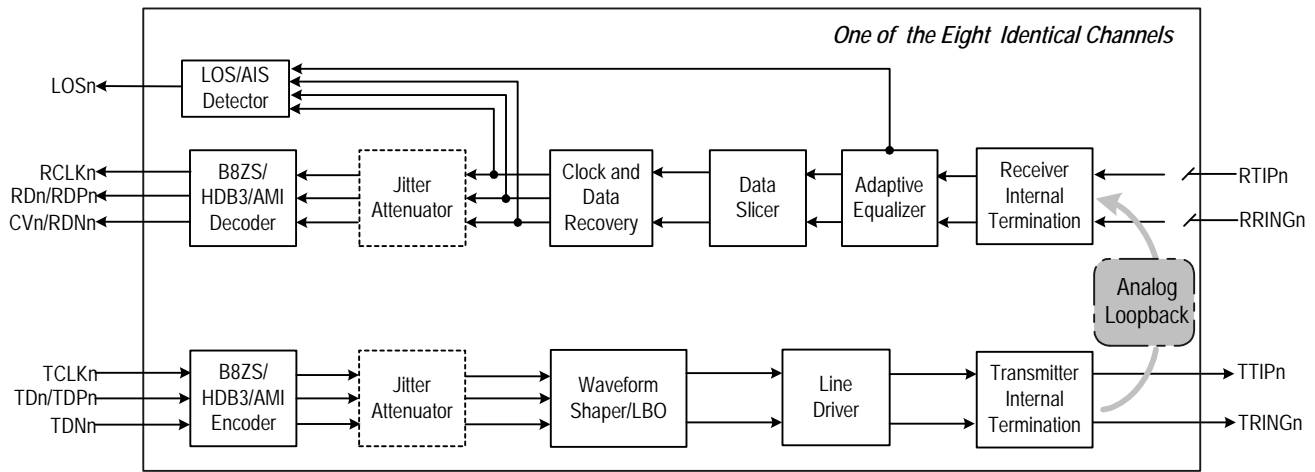 One of the Eight Identical Channels
LOSn
LOS/AIS
Detector
RCLKn
RDn/RDPn
CVn/RDNn
B8ZS/
HDB3/AMI
Decoder
Jitter
Attenuator
Clock and
Data
Recovery
Data
Slicer
Adaptive
Equalizer
Receiver
Internal
Termination
RTIPn
RRINGn
Analog
Loopback
TCLKn
TDn/TDPn
TDNn
B8ZS/
HDB3/AMI
Encoder
Jitter
Attenuator
Waveform
Shaper/LBO
Line
Driver
Transmitter
Internal
Termination
TTIPn
TRINGn